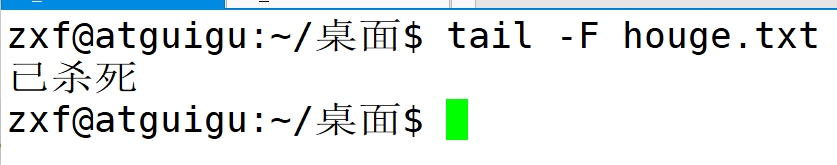 zxf@atguigu:~/桌面$ tail -F houge.txt
已杀死
zxf@atguigu:~/桌面$